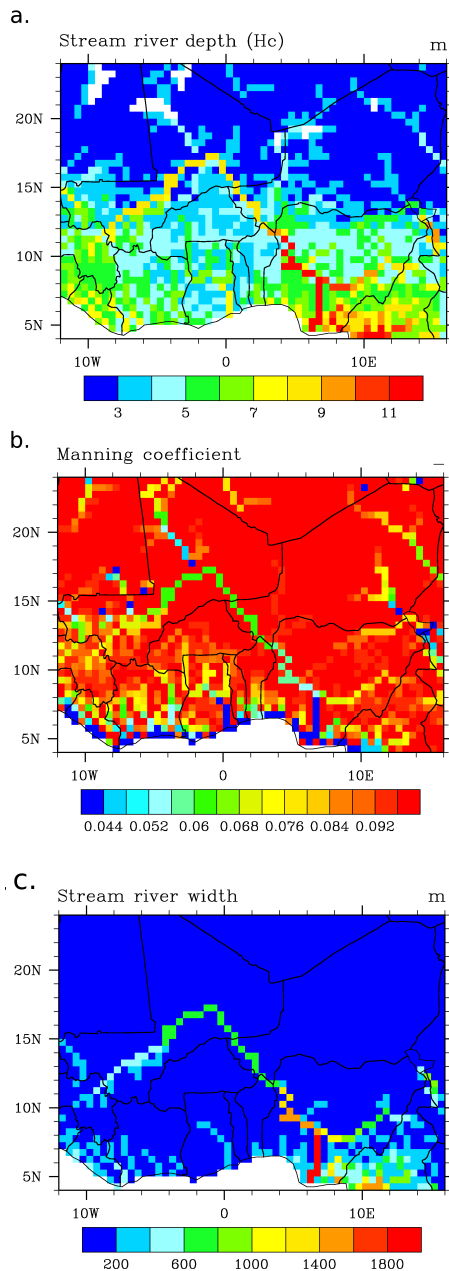 a.
Stream river depth (Hc) m
20N
15N
10N
5N
10W 0 10E
3 5 7 9 11
b.
Manning coefficient _
20N
15N
10N
5N
10W 0 10E
0.044 0.052 0.06 0.068 0.076 0.084 0.092
. c.
Stream river width m
20N
15N
10N
5N
10W 0 10E
200 600 1000 1400 1800